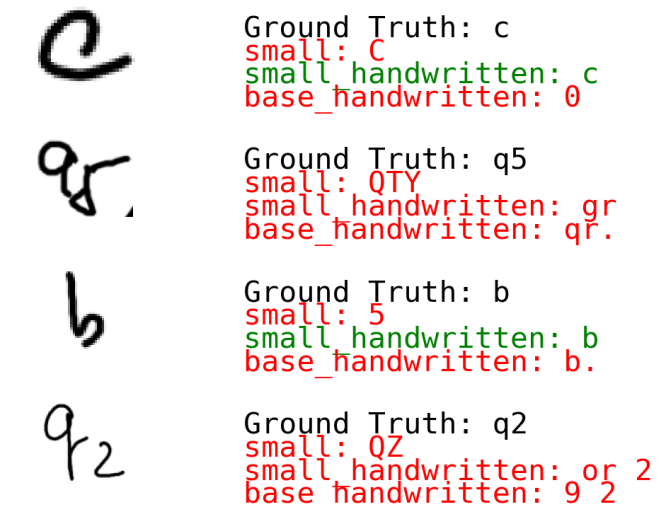 c
Ground Truth: c
small: C
small_handwritten: c
base_handwritten: 0
q5
Ground Truth: q5
small: QTY
small_handwritten: gr
base_handwritten: qr.
b
Ground Truth: b
small: 5
small_handwritten: b
base_handwritten: b.
q2
Ground Truth: q2
small: QZ
small_handwritten: or 2
base_handwritten: 9 2